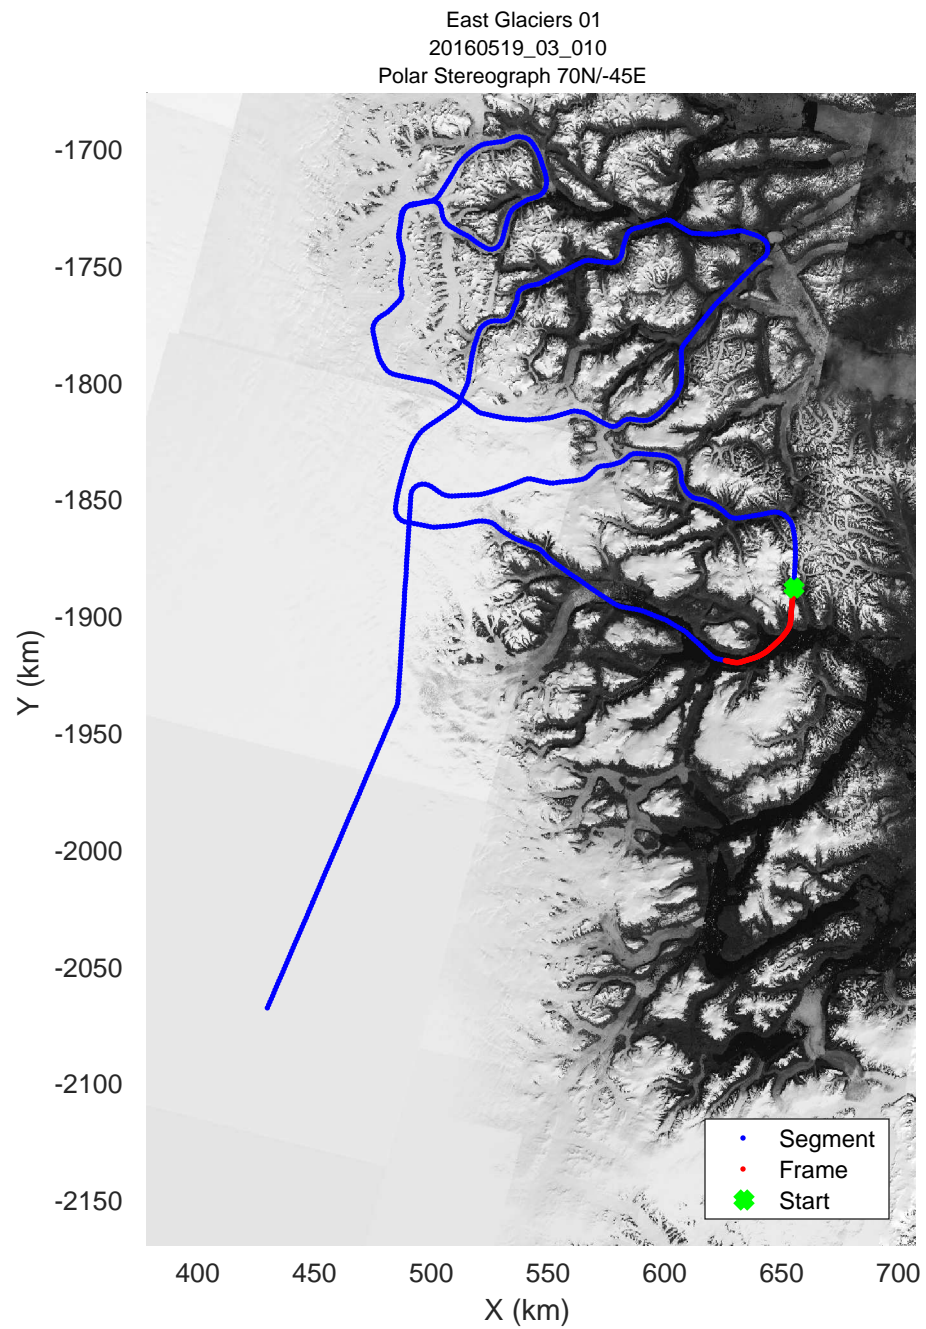 East Glaciers 01
20160519_03_010
Polar Stereograph 70N/-45E
-1700
-1750
-1800
-1850
-1900
-1950
-2000
-2050
-2100
-2150
Y (km)
Segment
Frame
Start
400 450 500 550 600 650 700
X (km)